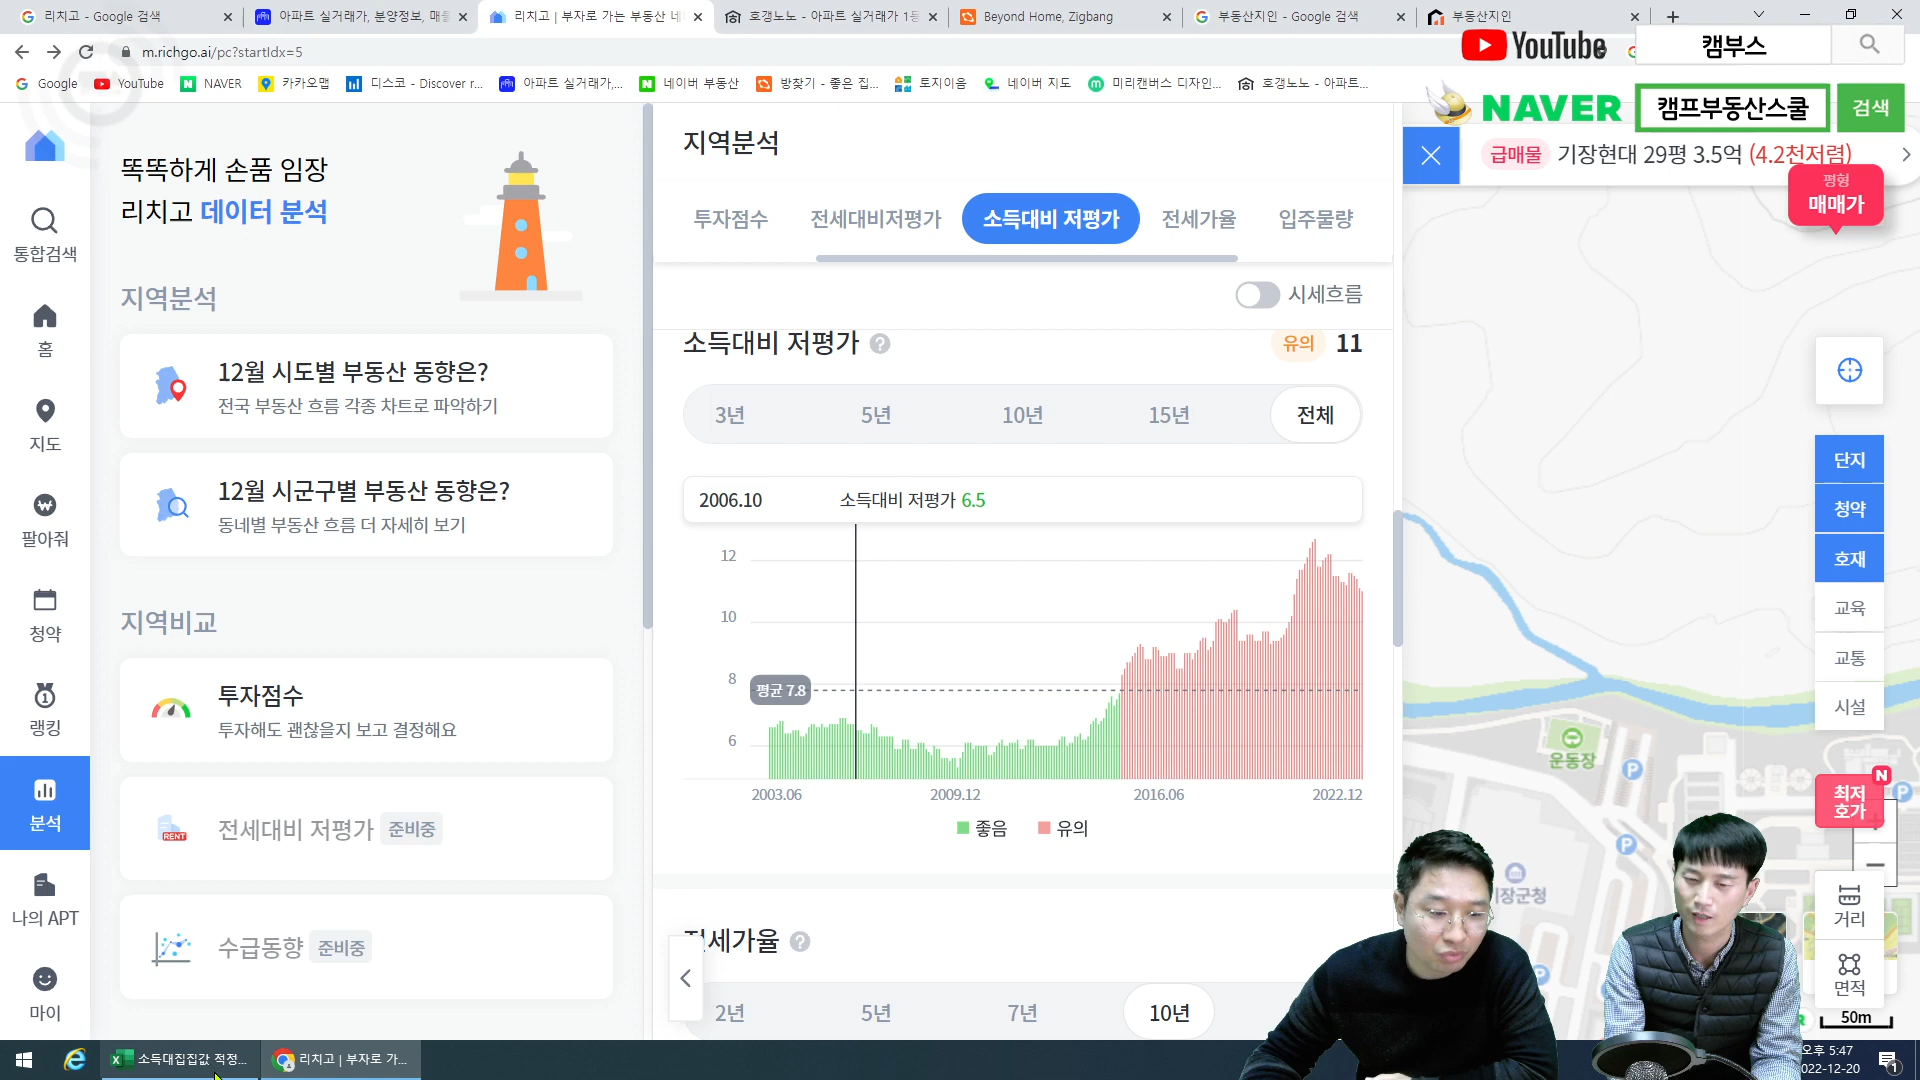 리치고 - Google 검색
아파트 실거래가, 분양정보, 매물
리치고 | 부자로 가는 부동산 네
호갱노노 - 아파트 실거래가 1등
Beyond Home, Zigbang
부동산지인 - Google 검색
부동산지인
m.richgo.ai/pc?startIdx=5
YouTube
캠부스
Google
YouTube
NAVER
카카오맵
디스코 - Discover r...
아파트 실거래가,...
네이버 부동산
방찾기 - 좋은 집...
토지이음
네이버 지도
미리캔버스 디자인...
호갱노노 - 아파트...
NAVER
캠프부동산스쿨
검색
통합검색
홈
지도
팔아줘
청약
랭킹
분석
나의 APT
마이
똑똑하게 손품 임장
리치고 데이터 분석
지역분석
12월 시도별 부동산 동향은?
전국 부동산 흐름 각종 차트로 파악하기
12월 시군구별 부동산 동향은?
동네별 부동산 흐름 더 자세히 보기
지역비교
투자점수
투자해도 괜찮을지 보고 결정해요
RENT
전세대비 저평가 준비중
수급동향 준비중
지역분석
투자점수
전세대비저평가
소득대비 저평가
전세가율
입주물량
시세흐름
소득대비 저평가 ?
유의 11
3년
5년
10년
15년
전체
2006.10
소득대비 저평가 6.5
12
10
8
6
평균 7.8
2003.06
2009.12
2016.06
2022.12
좋음
유의
세가율 ?
2년
5년
7년
10년
급매물 기장현대 29평 3.5억 (4.2천저렴)
평형
매매가
단지
청약
호재
교육
교통
시설
N
최저
호가
거리
면적
50m
운동장
P
P
P
P
장군청
소득대집집값 적정...
리치고 | 부자로 가...
오후 5:47
022-12-20
1